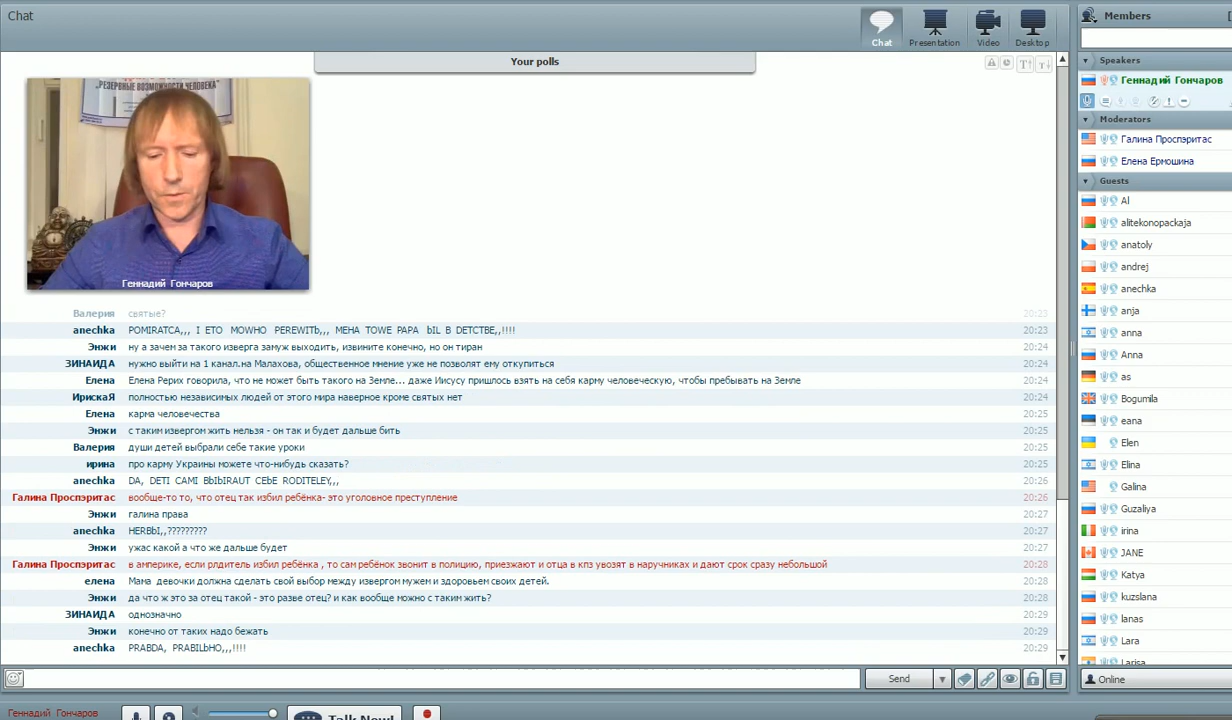 Chat
Chat
Presentation
Video
Desktop
Members
Your polls
РЕЗЕРВНЫЕ ВОЗМОЖНОСТИ
ЧЕЛОВЕКА"
Геннадий Гончаров
Валерия святые? 20:23
anechka POMIRATCA,,, I ETO MOWHO PEREWITb,,, MEHA TOWE PAPA bIL B DETCTBE,,!!!! 20:23
Энжи ну а зачем за такого изверга замуж выходить, извините конечно, но он тиран 20:24
ЗИНАИДА нужно выйти на 1 канал.на Малахова, общественное мнение уже не позволят ему откупиться 20:24
Елена Елена Рерих говорила, что не может быть такого на Земле... даже Иисусу пришлось взять на себя карму человеческую, чтобы пребывать на Земле 20:24
ИрискаЯ полностью независимых людей от этого мира наверное кроме святых нет 20:24
Елена карма человечества 20:25
Энжи с таким извергом жить нельзя - он так и будет дальше бить 20:25
Валерия души детей выбрали себе такие уроки 20:25
ирина про карму Украины можете что-нибудь сказать? 20:25
anechka DA, DETI CAMI BbIbIRAUT CEbE RODITELEY,,, 20:26
Галина Проспэритас вообще-то то, что отец так избил ребёнка- это уголовное преступление 20:26
Энжи галина права 20:27
anechka HERBbI,,????????? 20:27
Энжи ужас какой а что же дальше будет 20:27
Галина Проспэритас в америке, если рлдитель избил ребёнка , то сам ребёнок звонит в полицию, приезжают и отца в кпз увозят в наручниках и дают срок сразу небольшой 20:28
елена Мама девочки должна сделать свой выбор между извергом мужем и здоровьем своих детей. 20:28
Энжи да что ж это за отец такой - это разве отец? и как вообще можно с таким жить? 20:28
ЗИНАИДА однозначно 20:29
Энжи конечно от таких надо бежать 20:29
anechka PRABDA, PRABILbHO,,,!!!! 20:29
Send
Геннадий Гончаров
Talk Now!
Speakers
Геннадий Гончаров
Moderators
Галина Проспэритас
Елена Ермошина
Guests
Al
alitekonopackaja
anatoly
andrej
anechka
anja
anna
Anna
as
Bogumila
eana
Elen
Elina
Galina
Guzaliya
irina
JANE
Katya
kuzslana
lanas
Lara
Larisa
Online